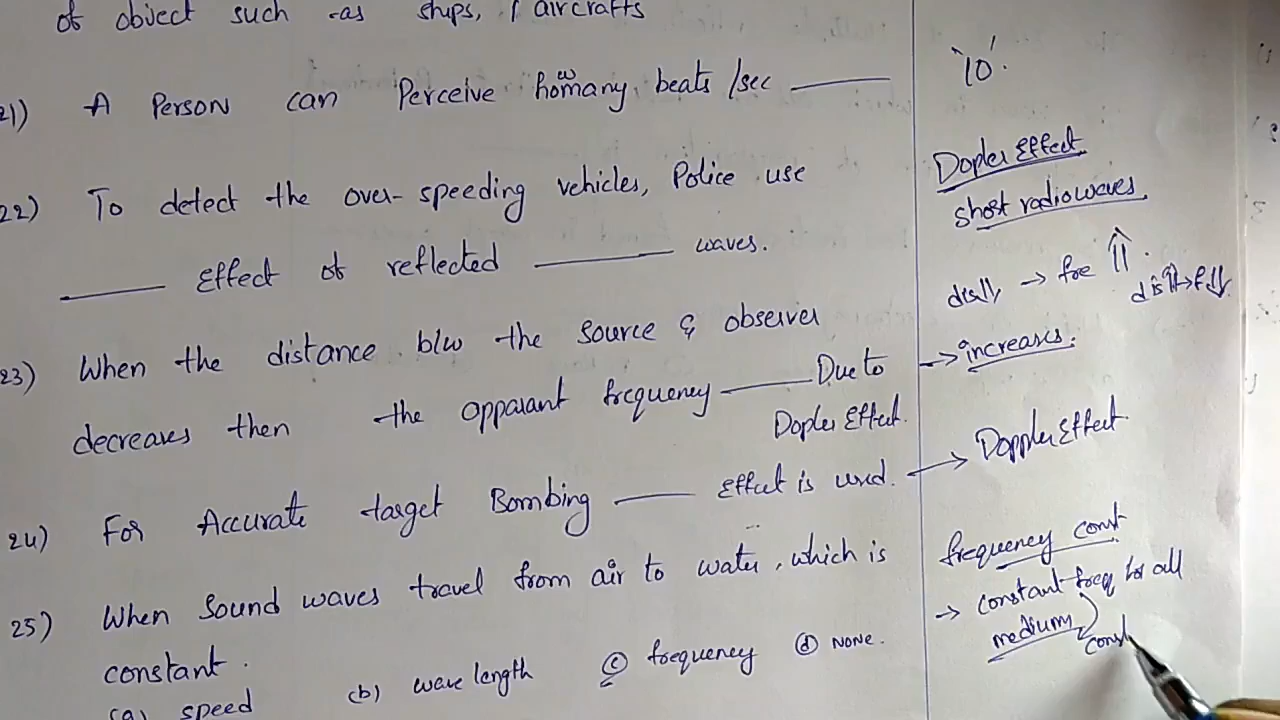 of object such as ships, / aircrafts
21) A Person can Perceive howmany beats /sec ______
'10'.
22) To detect the over-speeding vehicles, Police use
______ Effect of reflected ______ waves.
Dopler Effect
short radiowaves.
23) When the distance b/w the source & observer
decreases then the apparant frequency ______ Due to
Dopler Effect.
dis↓↓ → fre ⇑.
dis⇑→f↓↓
→ increases.
24) For Accurate target Bombing ______ Effect is used.
→ Doppler Effect.
25) When Sound waves travel from air to water, which is
constant.
(a) speed (b) wave length (c) frequency (d) NONE.
frequency const
→ constant freq for all
medium
const